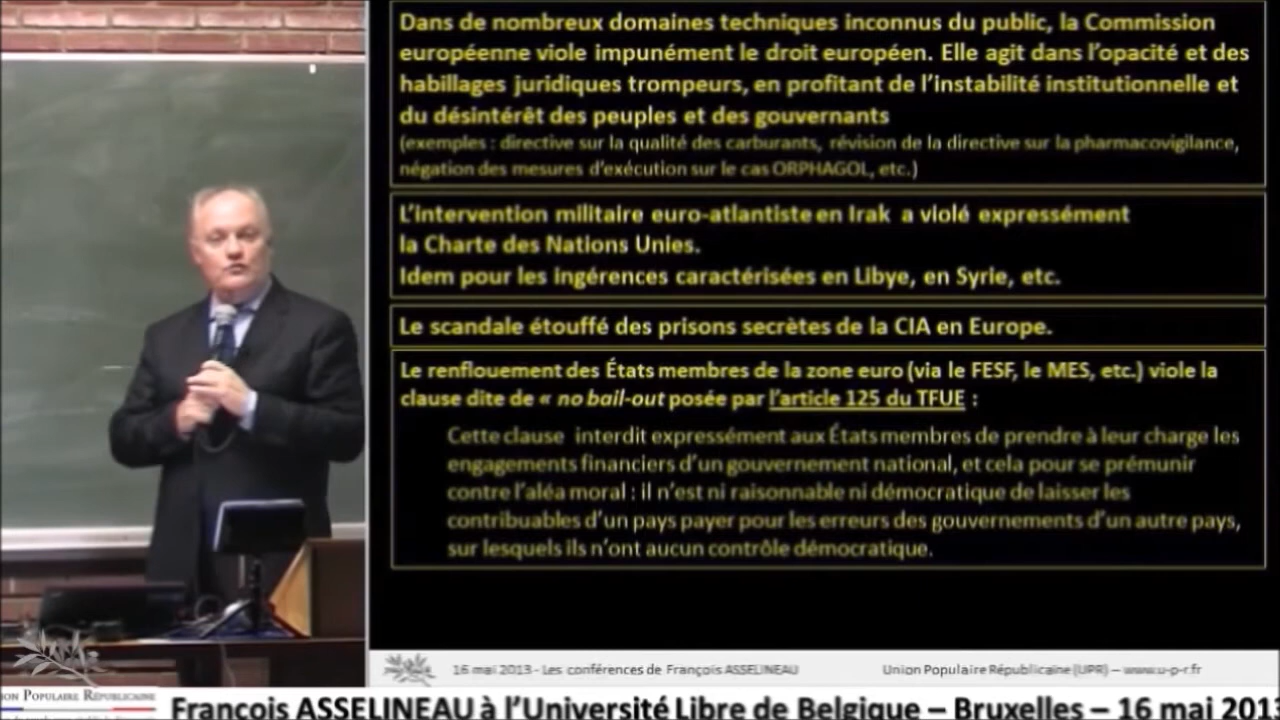 Dans de nombreux domaines techniques inconnus du public, la Commission
européenne viole impunément le droit européen. Elle agit dans l'opacité et des
habillages juridiques trompeurs, en profitant de l'instabilité institutionnelle et
du désintérêt des peuples et des gouvernants
(exemples : directive sur la qualité des carburants, révision de la directive sur la pharmacovigilance,
négation des mesures d'exécution sur le cas ORPHAGOL, etc.)
L'intervention militaire euro-atlantiste en Irak a violé expressément
la Charte des Nations Unies.
Idem pour les ingérences caractérisées en Libye, en Syrie, etc.
Le scandale étouffé des prisons secrètes de la CIA en Europe.
Le renflouement des États membres de la zone euro (via le FESF, le MES, etc.) viole la
clause dite de « no bail-out posée par l'article 125 du TFUE :
Cette clause interdit expressément aux États membres de prendre à leur charge les
engagements financiers d'un gouvernement national, et cela pour se prémunir
contre l'aléa moral : il n'est ni raisonnable ni démocratique de laisser les
contribuables d'un pays payer pour les erreurs des gouvernements d'un autre pays,
sur lesquels ils n'ont aucun contrôle démocratique.
16 mai 2013 - Les conférences de François ASSELINEAU
Union Populaire Républicaine (UPR) – www.u-p-r.fr
ion Populaire Républicaine
François ASSELINEAU à l'Université Libre de Belgique – Bruxelles – 16 mai 2013